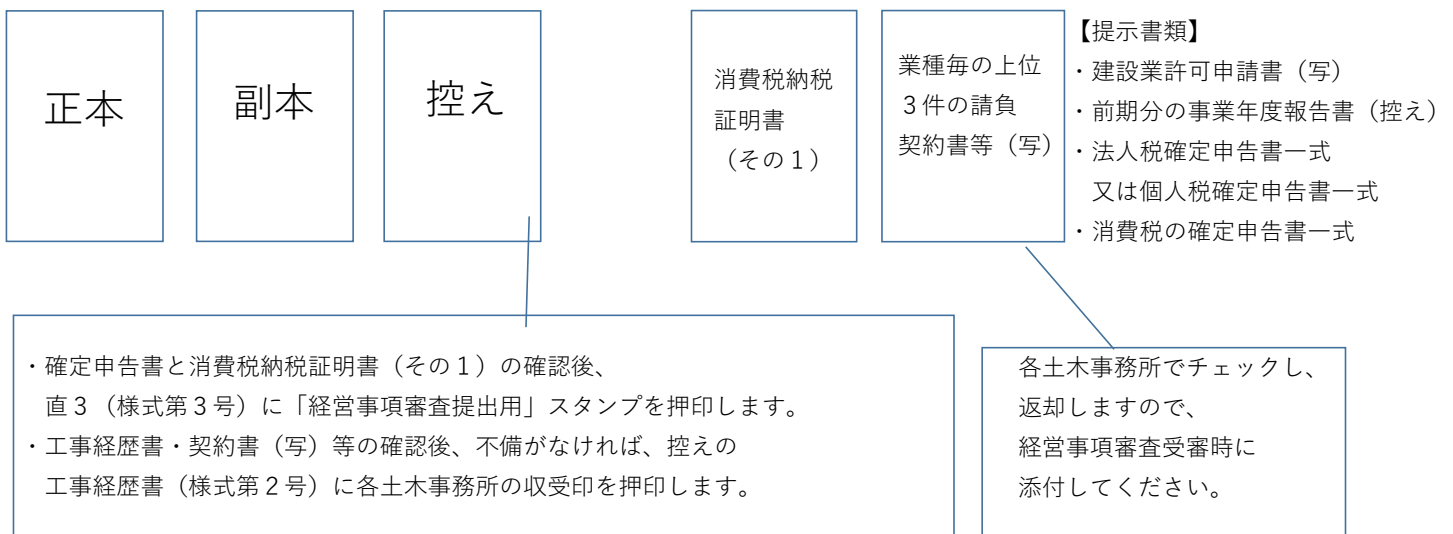 正本
副本
控え
消費税納税
証明書
（その１）
業種毎の上位
３件の請負
契約書等（写）
【提示書類】
・建設業許可申請書（写）
・前期分の事業年度報告書（控え）
・法人税確定申告書一式
又は個人税確定申告書一式
・消費税の確定申告書一式
・確定申告書と消費税納税証明書（その１）の確認後、
直３（様式第３号）に「経営事項審査提出用」スタンプを押印します。
・工事経歴書・契約書（写）等の確認後、不備がなければ、控えの
工事経歴書（様式第２号）に各土木事務所の収受印を押印します。
各土木事務所でチェックし、
返却しますので、
経営事項審査受審時に
添付してください。